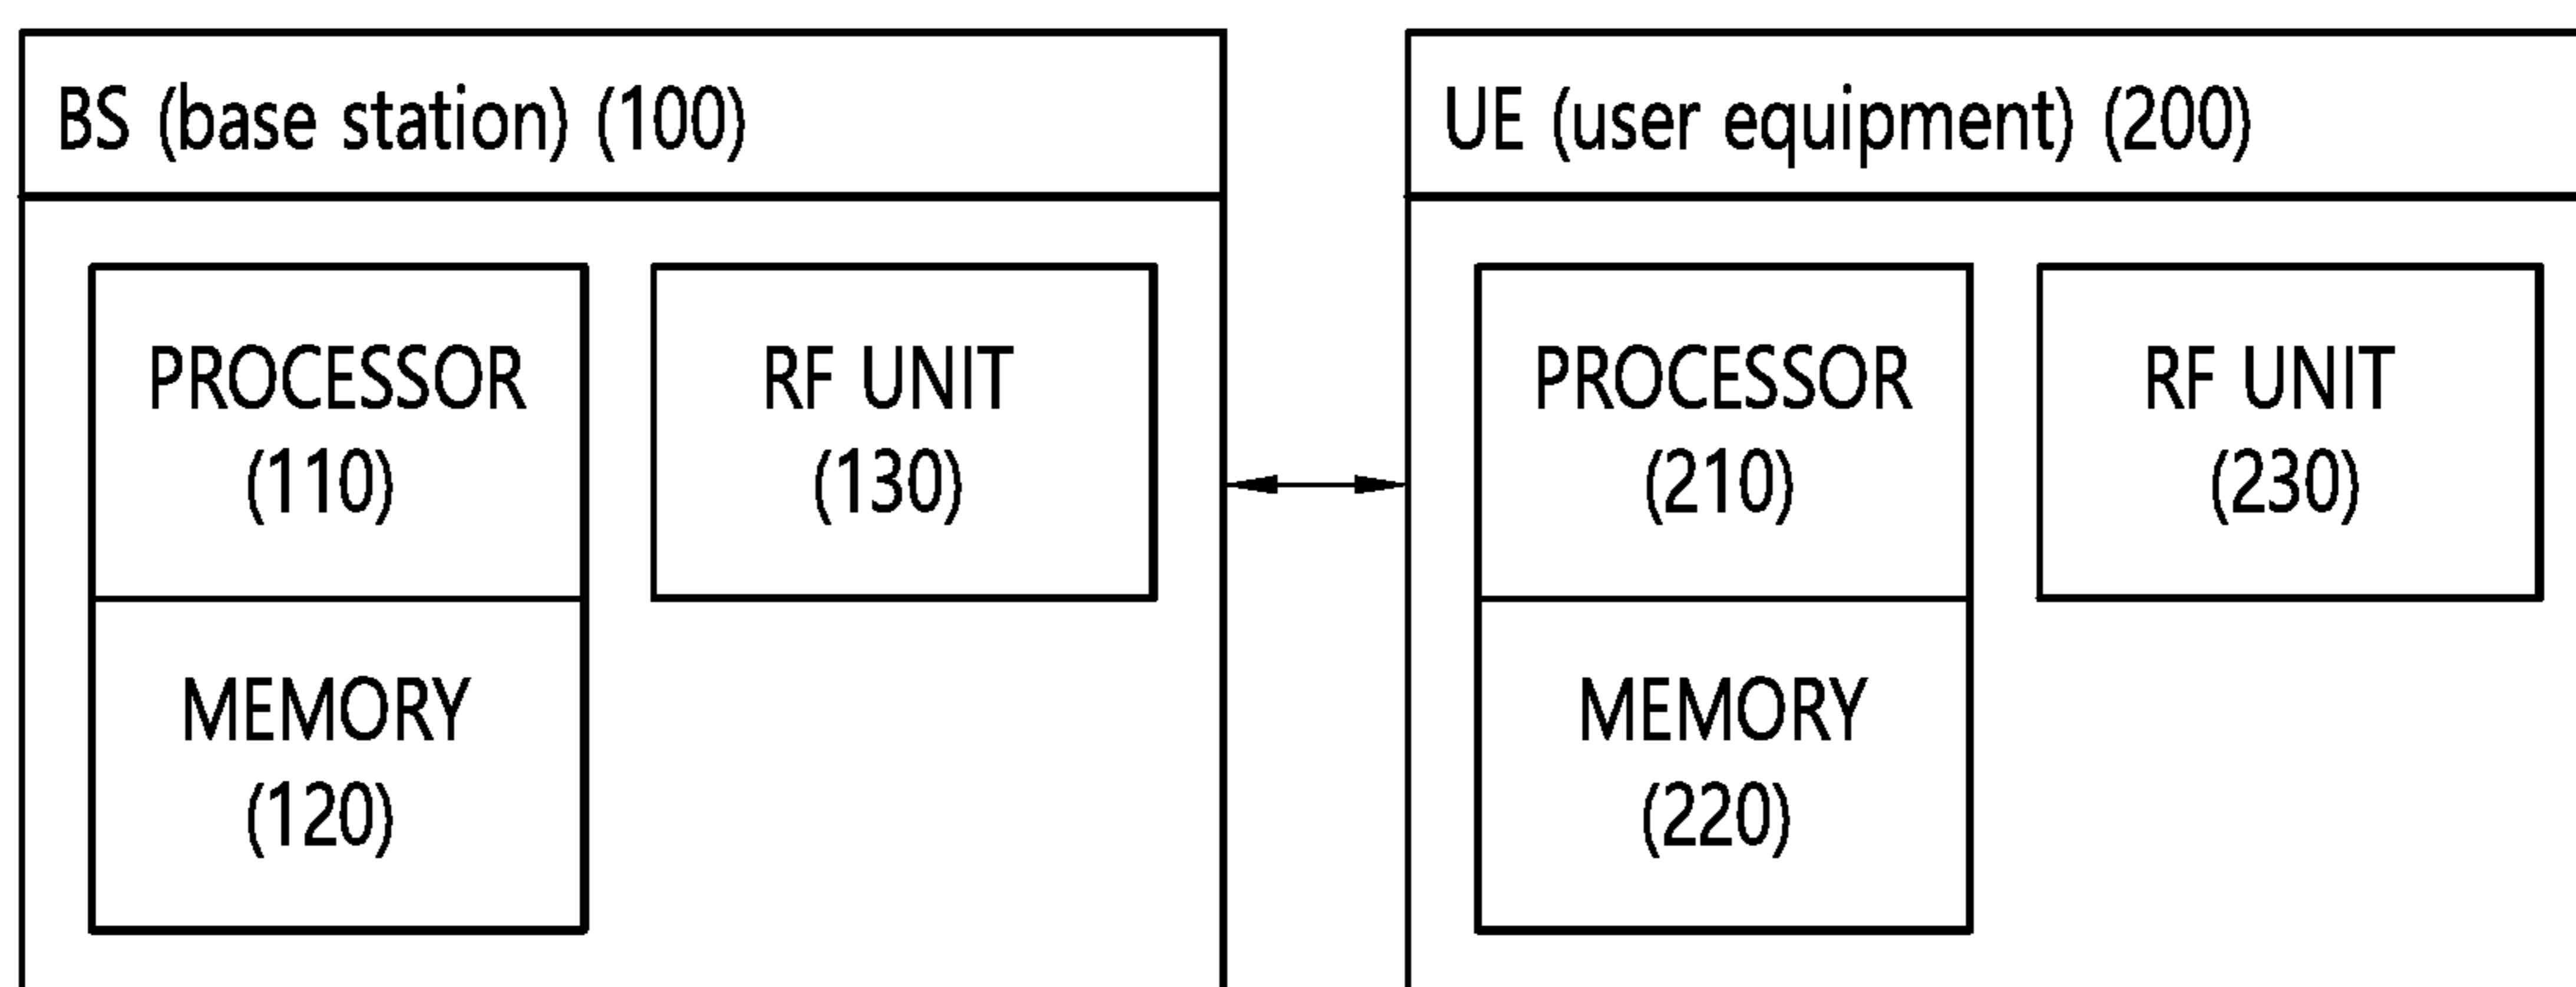 BS (base station) (100)
PROCESSOR
(110)
MEMORY
(120)
RF UNIT
(130)
UE (user equipment) (200)
PROCESSOR
(210)
MEMORY
(220)
RF UNIT
(230)